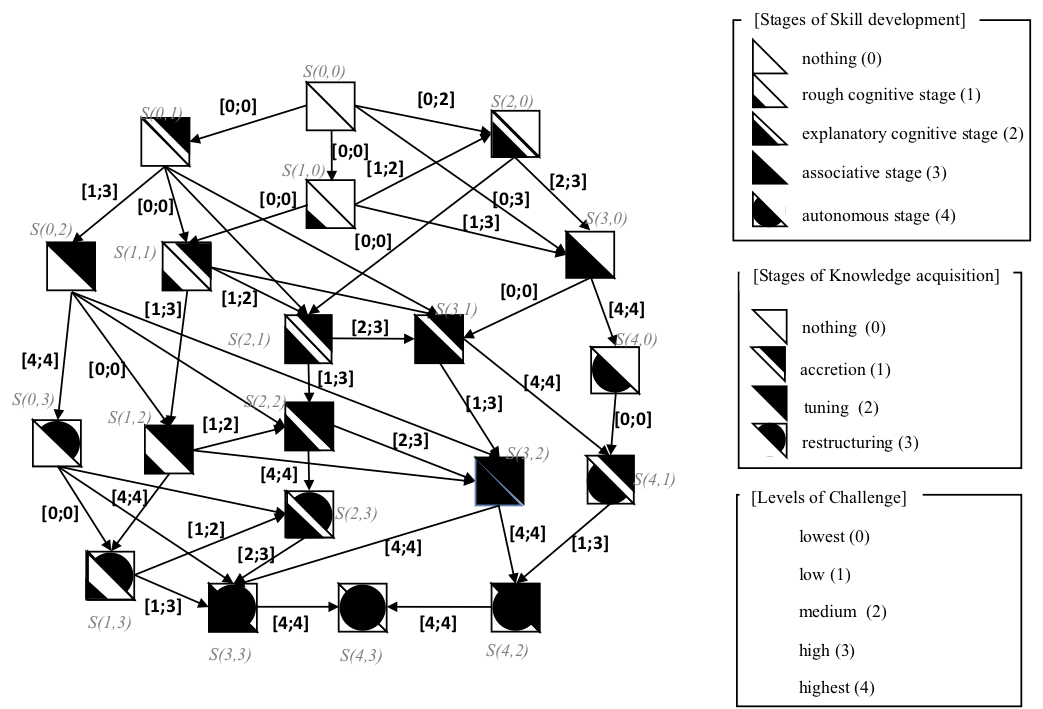 S(0,0)
[0;0]
[0;2]
S(2,0)
S(0,1)
[0;0]
[1;2]
S(1,0)
[2;3]
[1;3]
[0;0]
[0;0]
[0;3]
[1;3]
S(3,0)
S(0,2)
S(1,1)
[0;0]
[1;3]
[1;2]
[0;0]
[4;4]
S(3,1)
S(2,1)
[2;3]
S(4,0)
[4;4]
[0;0]
[1;3]
[4;4]
S(0,3)
S(1,2)
S(2,2)
[1;3]
[0;0]
[1;2]
[2;3]
S(3,2)
[4;4]
S(4,1)
[4;4]
[0;0]
S(2,3)
[1;2]
[2;3]
[4;4]
[4;4]
[1;3]
[1;3]
S(1,3)
[4;4]
[4;4]
S(3,3)
S(4,3)
S(4,2)
[Stages of Skill development]
nothing (0)
rough cognitive stage (1)
explanatory cognitive stage (2)
associative stage (3)
autonomous stage (4)
[Stages of Knowledge acquisition]
nothing (0)
accretion (1)
tuning (2)
restructuring (3)
[Levels of Challenge]
lowest (0)
low (1)
medium (2)
high (3)
highest (4)